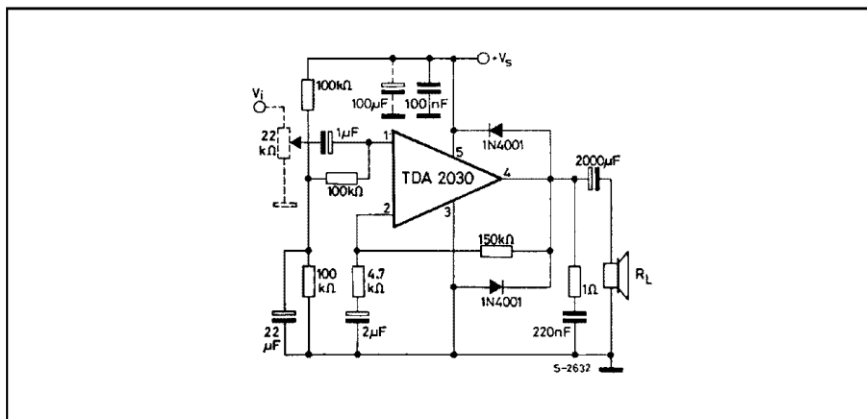 +Vs
100kΩ
100µF
100nF
Vi
22
kΩ
1µF
1
5
1N4001
2000µF
TDA 2030
4
100kΩ
2
3
150kΩ
100
kΩ
4.7
kΩ
1Ω
RL
1N4001
22
µF
2µF
220nF
S-2632